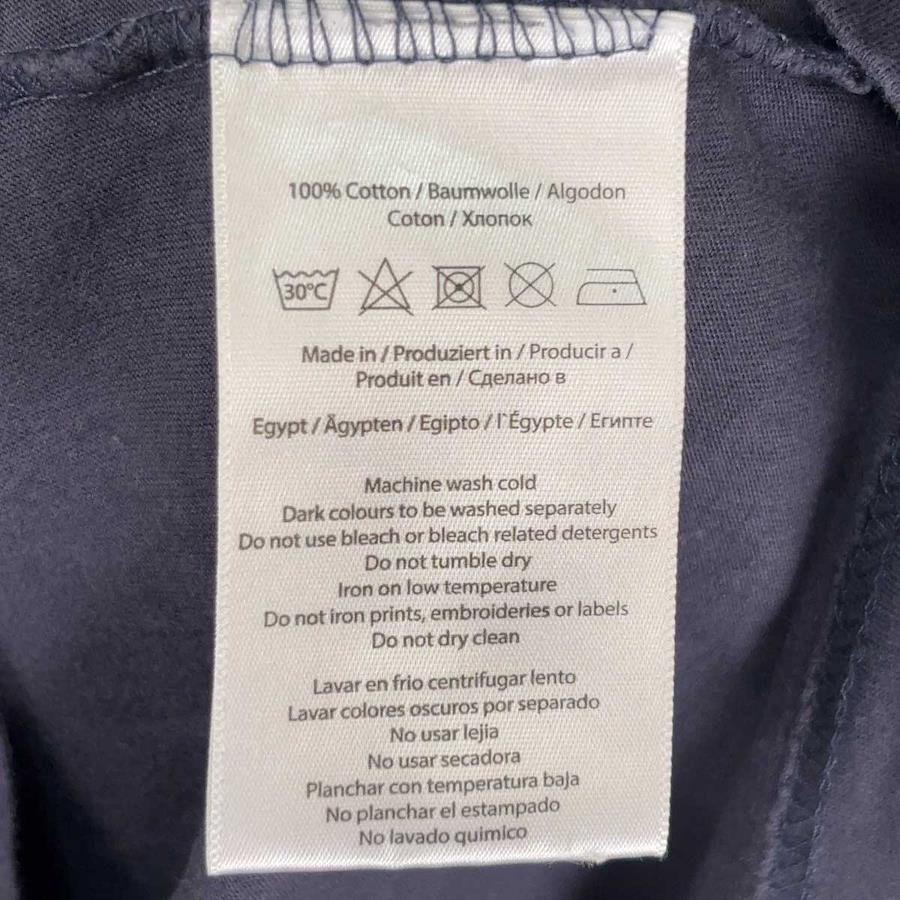 100% Cotton / Baumwolle / Algodon
Coton / Хлопок
30°C
Made in / Produziert in / Producir a /
Produit en / Сделано в
Egypt / Ägypten / Egipto / l`Égypte / Египте
Machine wash cold
Dark colours to be washed separately
Do not use bleach or bleach related detergents
Do not tumble dry
Iron on low temperature
Do not iron prints, embroideries or labels
Do not dry clean
Lavar en frio centrifugar lento
Lavar colores oscuros por separado
No usar lejia
No usar secadora
Planchar con temperatura baja
No planchar el estampado
No lavado quimico